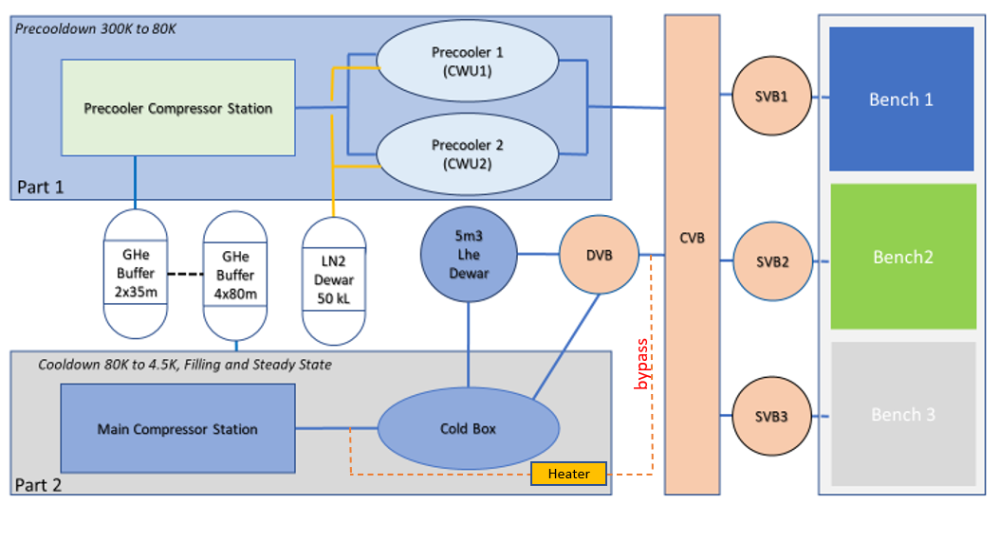 Precooldown 300K to 80K
Precooler 1
(CWU1)
Precooler Compressor Station
Precooler 2
(CWU2)
Part 1
CVB
SVB1
Bench 1
GHe
Buffer
2x35m
GHe
Buffer
4x80m
LN2
Dewar
50 kL
5m3
Lhe
Dewar
DVB
SVB2
Bench2
bypass
Cooldown 80K to 4.5K, Filling and Steady State
Main Compressor Station
Cold Box
Heater
Part 2
SVB3
Bench 3